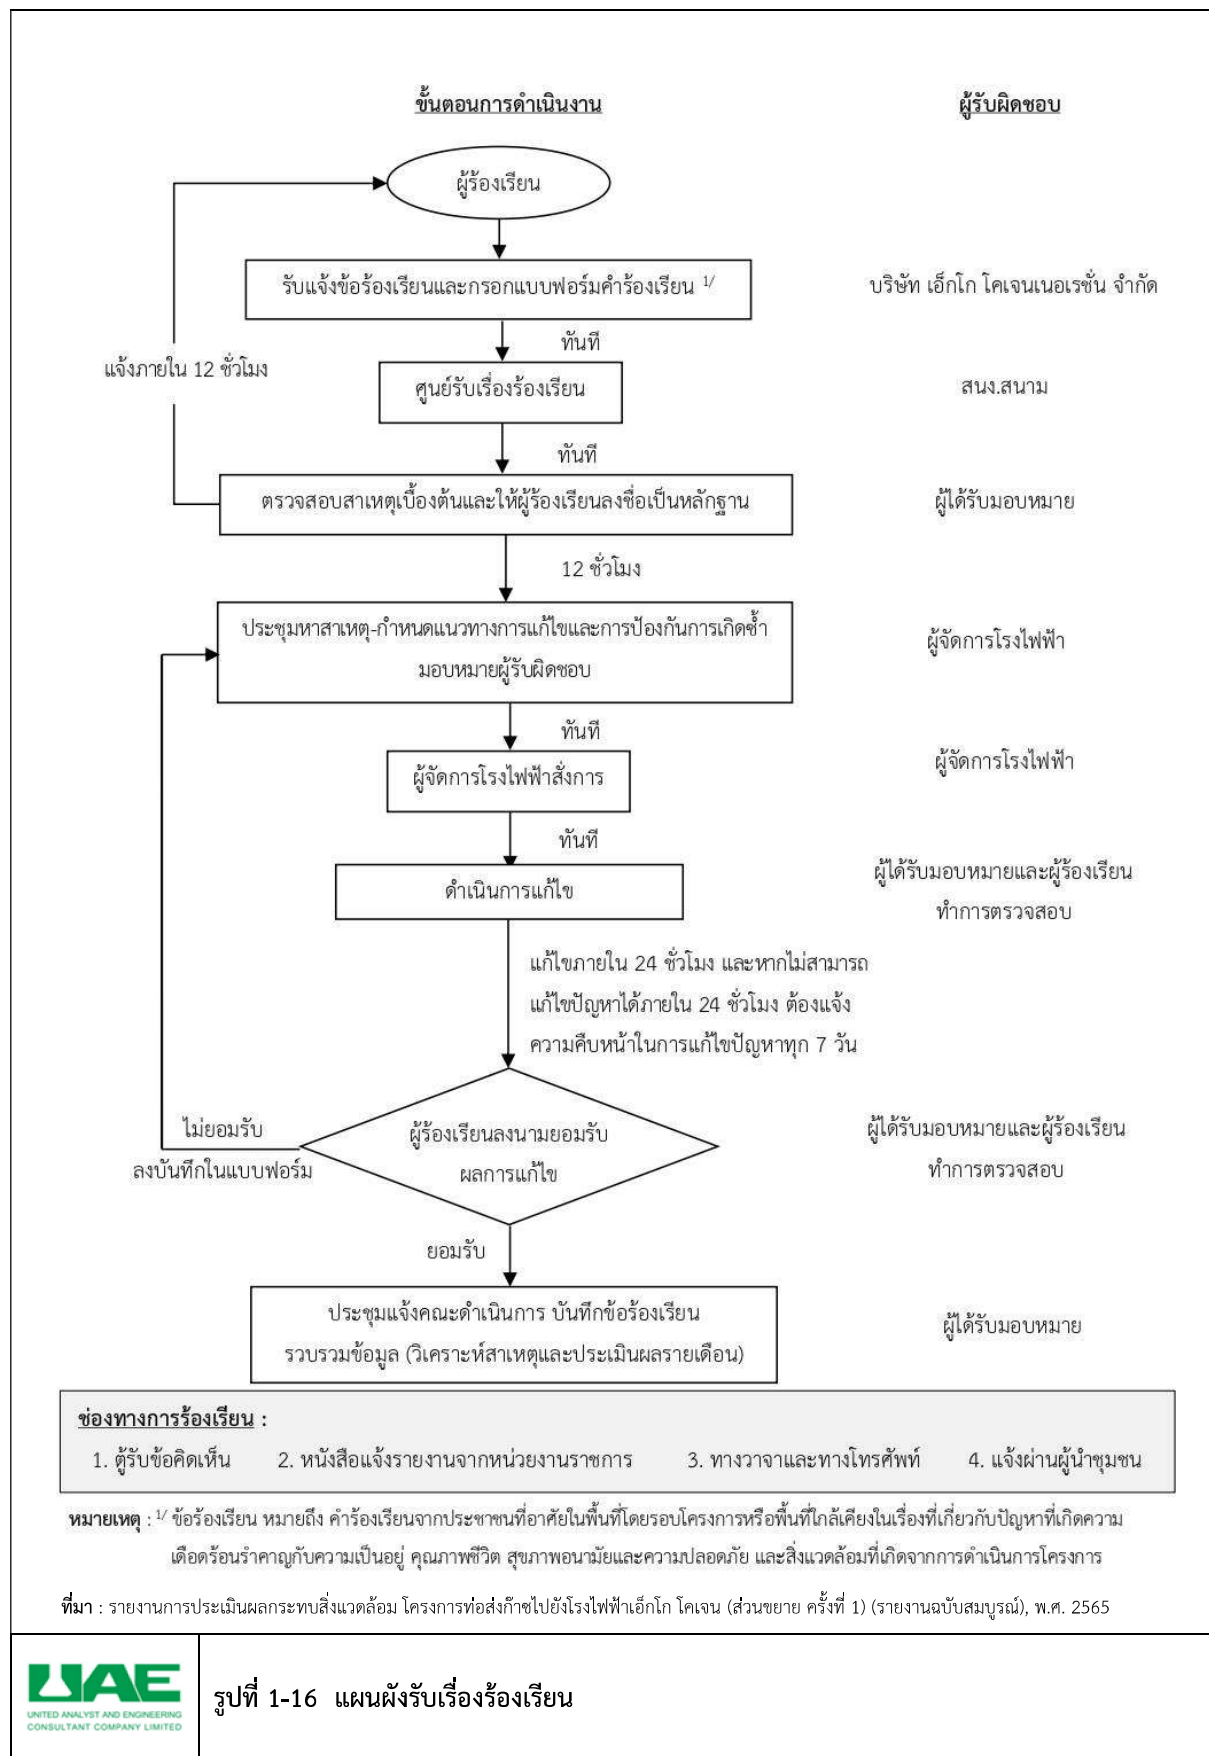 ขั้นตอนการดำเนินงาน
ผู้รับผิดชอบ
ผู้ร้องเรียน
รับแจ้งข้อร้องเรียนและกรอกแบบฟอร์มคำร้องเรียน 1/
บริษัท เอ็กโก โคเจนเนอเรชั่น จำกัด
ทันที
แจ้งภายใน 12 ชั่วโมง
ศูนย์รับเรื่องร้องเรียน
สนง.สนาม
ทันที
ตรวจสอบสาเหตุเบื้องต้นและให้ผู้ร้องเรียนลงชื่อเป็นหลักฐาน
ผู้ได้รับมอบหมาย
12 ชั่วโมง
ประชุมหาสาเหตุ-กำหนดแนวทางการแก้ไขและการป้องกันการเกิดซ้ำ
มอบหมายผู้รับผิดชอบ
ผู้จัดการโรงไฟฟ้า
ทันที
ผู้จัดการโรงไฟฟ้าสั่งการ
ผู้จัดการโรงไฟฟ้า
ทันที
ดำเนินการแก้ไข
ผู้ได้รับมอบหมายและผู้ร้องเรียน
ทำการตรวจสอบ
แก้ไขภายใน 24 ชั่วโมง และหากไม่สามารถ
แก้ไขปัญหาได้ภายใน 24 ชั่วโมง ต้องแจ้ง
ความคืบหน้าในการแก้ไขปัญหาทุก 7 วัน
ไม่ยอมรับ
ลงบันทึกในแบบฟอร์ม
ผู้ร้องเรียนลงนามยอมรับ
ผลการแก้ไข
ผู้ได้รับมอบหมายและผู้ร้องเรียน
ทำการตรวจสอบ
ยอมรับ
ประชุมแจ้งคณะดำเนินการ บันทึกข้อร้องเรียน
รวบรวมข้อมูล (วิเคราะห์สาเหตุและประเมินผลรายเดือน)
ผู้ได้รับมอบหมาย
ช่องทางการร้องเรียน :
1. ตู้รับข้อคิดเห็น 2. หนังสือแจ้งรายงานจากหน่วยงานราชการ 3. ทางวาจาและทางโทรศัพท์ 4. แจ้งผ่านผู้นำชุมชน
หมายเหตุ : 1/ ข้อร้องเรียน หมายถึง คำร้องเรียนจากประชาชนที่อาศัยในพื้นที่โดยรอบโครงการหรือพื้นที่ใกล้เคียงในเรื่องที่เกี่ยวกับปัญหาที่เกิดความ
เดือดร้อนรำคาญกับความเป็นอยู่ คุณภาพชีวิต สุขภาพอนามัยและความปลอดภัย และสิ่งแวดล้อมที่เกิดจากการดำเนินการโครงการ
ที่มา : รายงานการประเมินผลกระทบสิ่งแวดล้อม โครงการท่อส่งก๊าซไปยังโรงไฟฟ้าเอ็กโก โคเจน (ส่วนขยาย ครั้งที่ 1) (รายงานฉบับสมบูรณ์), พ.ศ. 2565
UAE
UNITED ANALYST AND ENGINEERING
CONSULTANT COMPANY LIMITED
รูปที่ 1-16 แผนผังรับเรื่องร้องเรียน